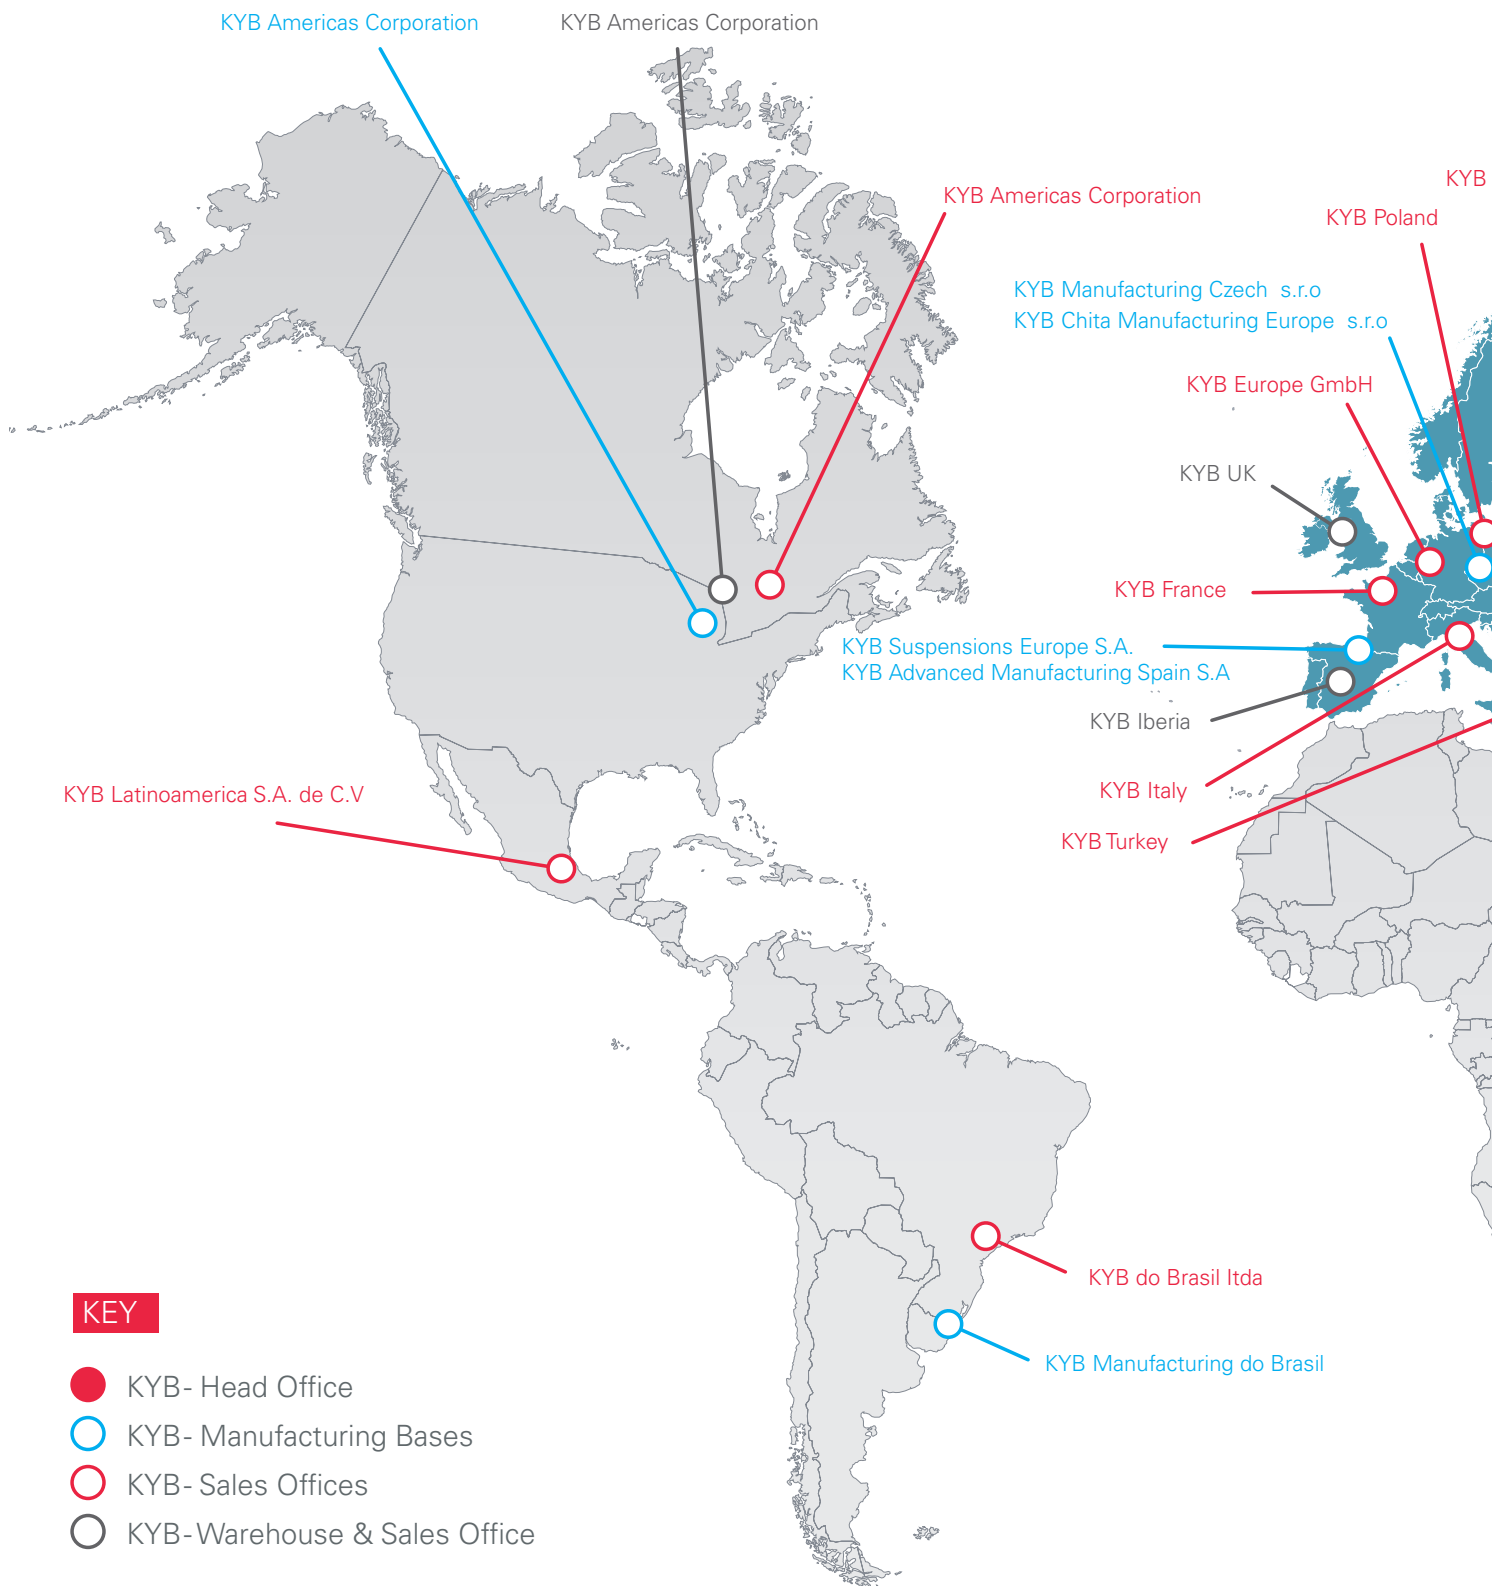 KYB Americas Corporation
KYB Americas Corporation
KYB Americas Corporation
KYB
KYB Poland
KYB Manufacturing Czech s.r.o
KYB Chita Manufacturing Europe s.r.o
KYB Europe GmbH
KYB UK
KYB France
KYB Suspensions Europe S.A.
KYB Advanced Manufacturing Spain S.A
KYB Iberia
KYB Italy
KYB Turkey
KYB Latinoamerica S.A. de C.V
KYB do Brasil ltda
KYB Manufacturing do Brasil
KEY
KYB- Head Office
KYB- Manufacturing Bases
KYB- Sales Offices
KYB- Warehouse & Sales Office